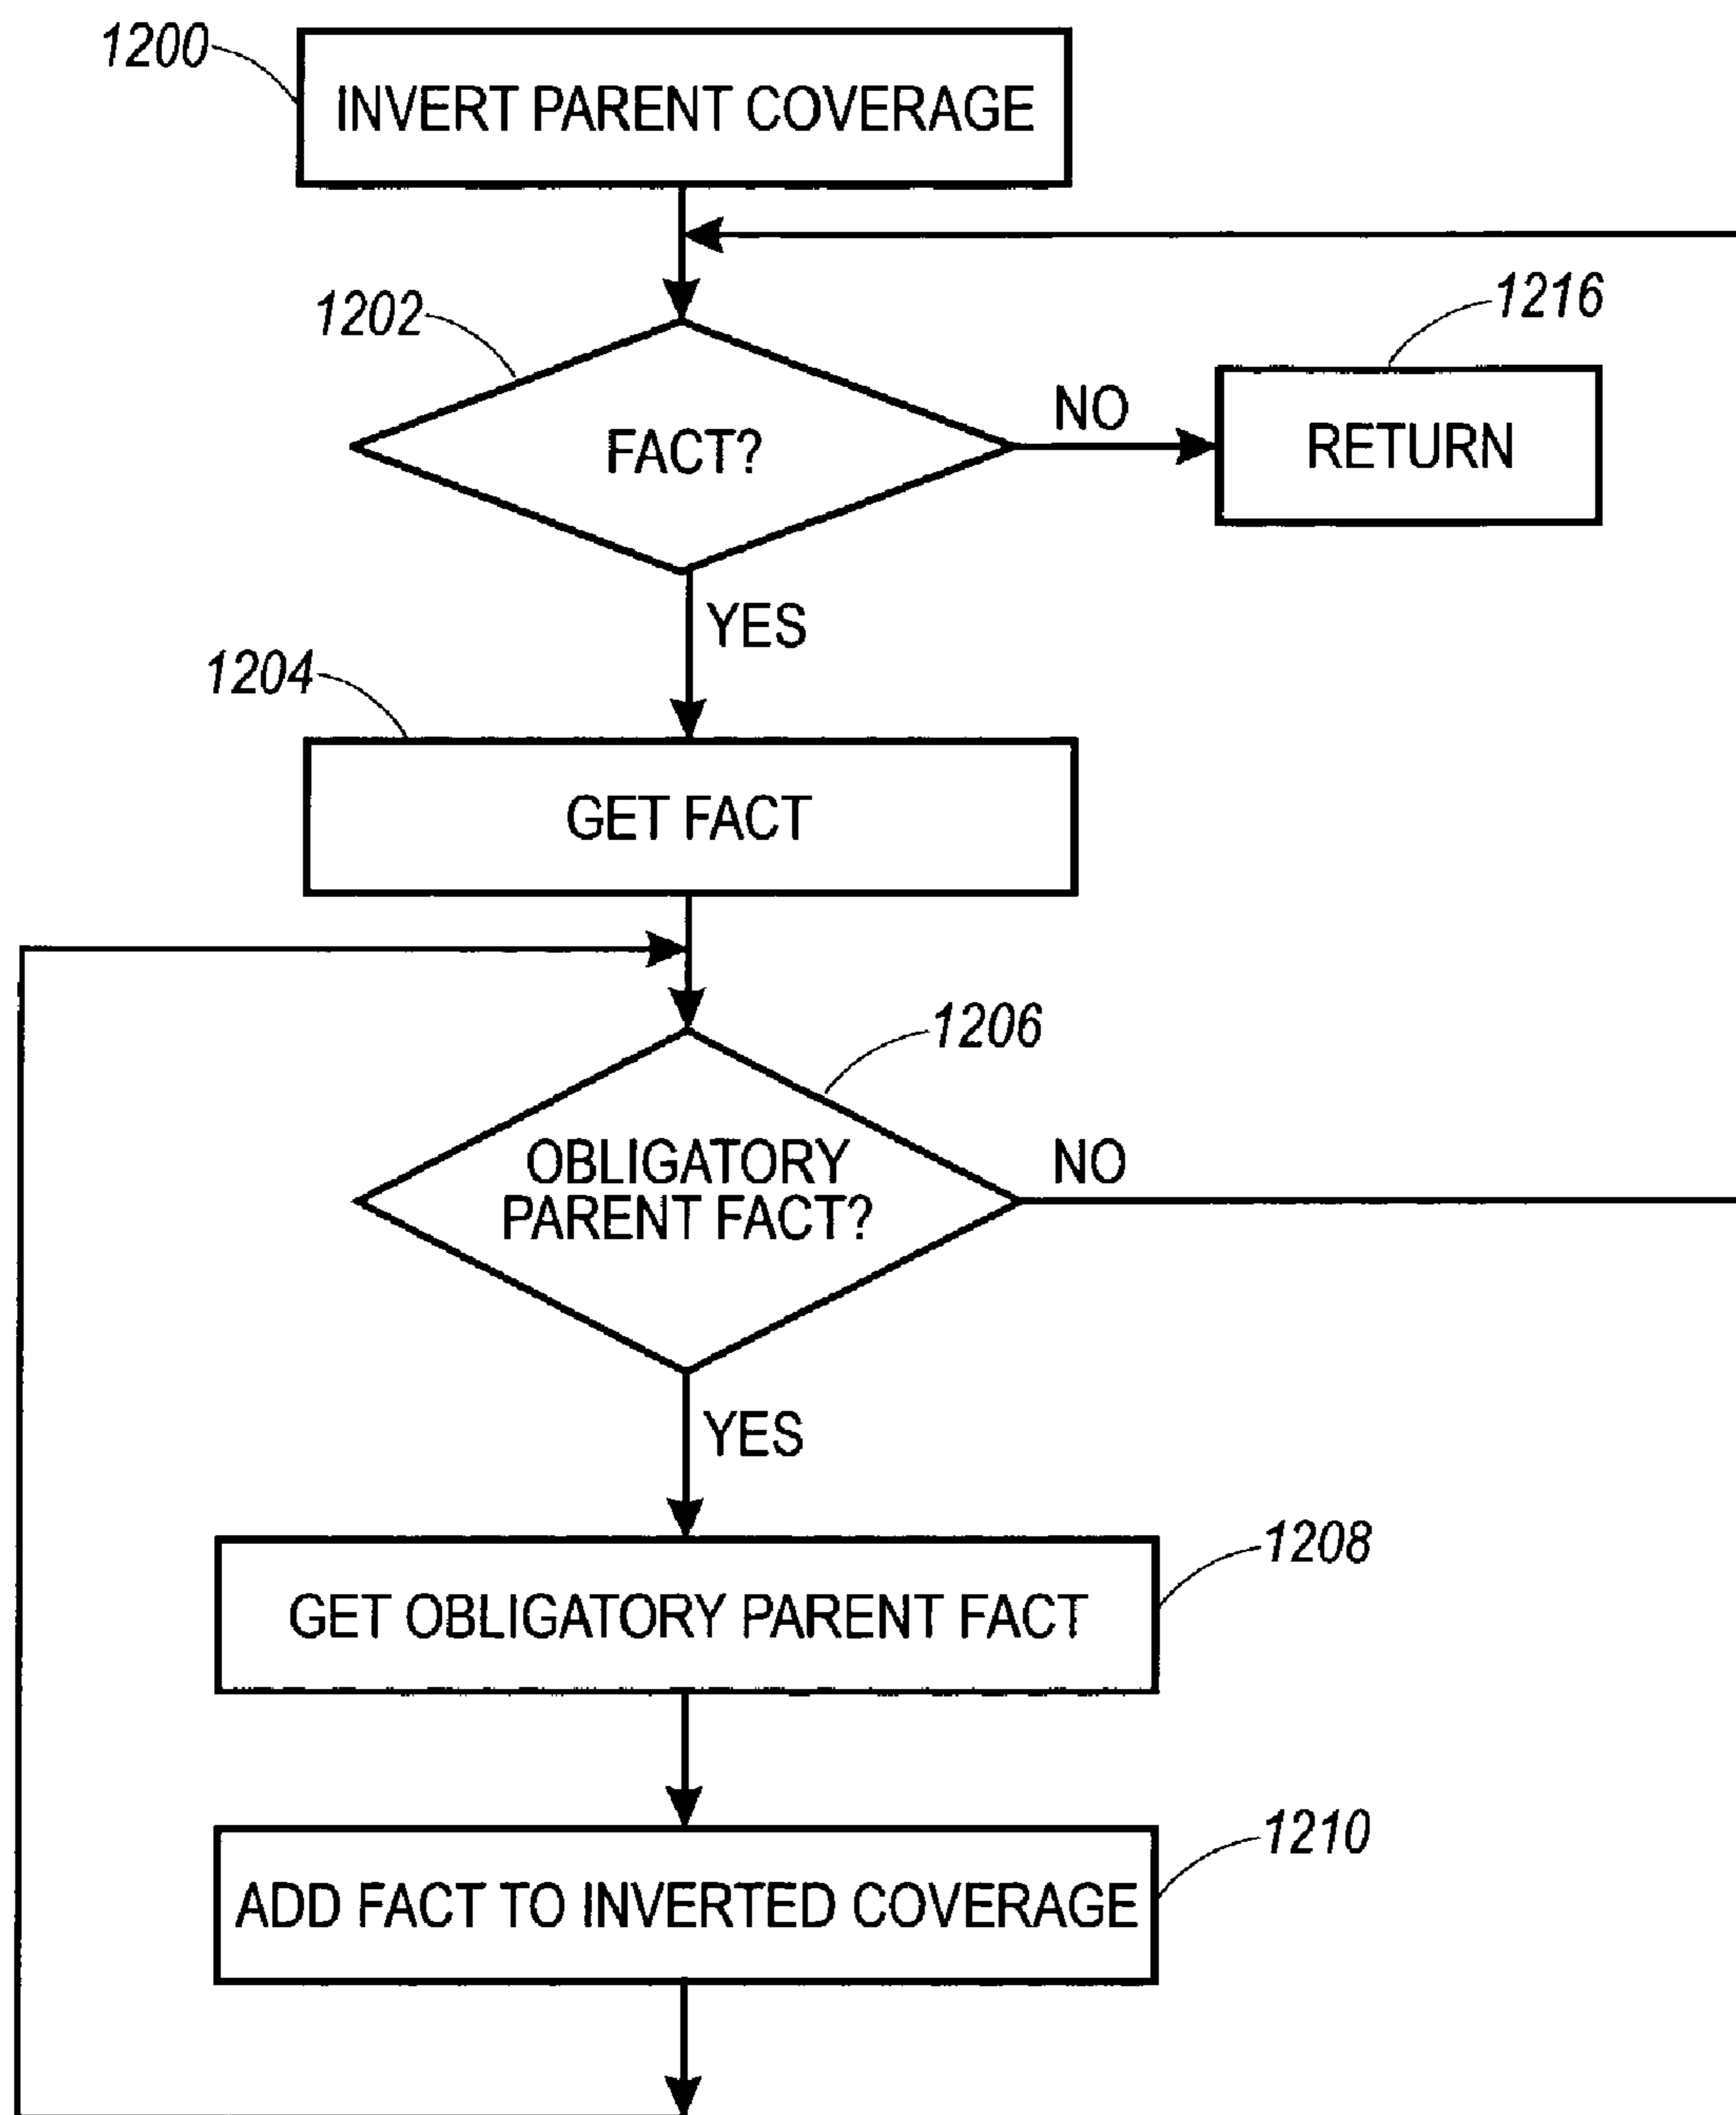 1200
INVERT PARENT COVERAGE
1202
FACT?
NO
1216
RETURN
YES
1204
GET FACT
1206
OBLIGATORY
PARENT FACT?
NO
YES
1208
GET OBLIGATORY PARENT FACT
1210
ADD FACT TO INVERTED COVERAGE